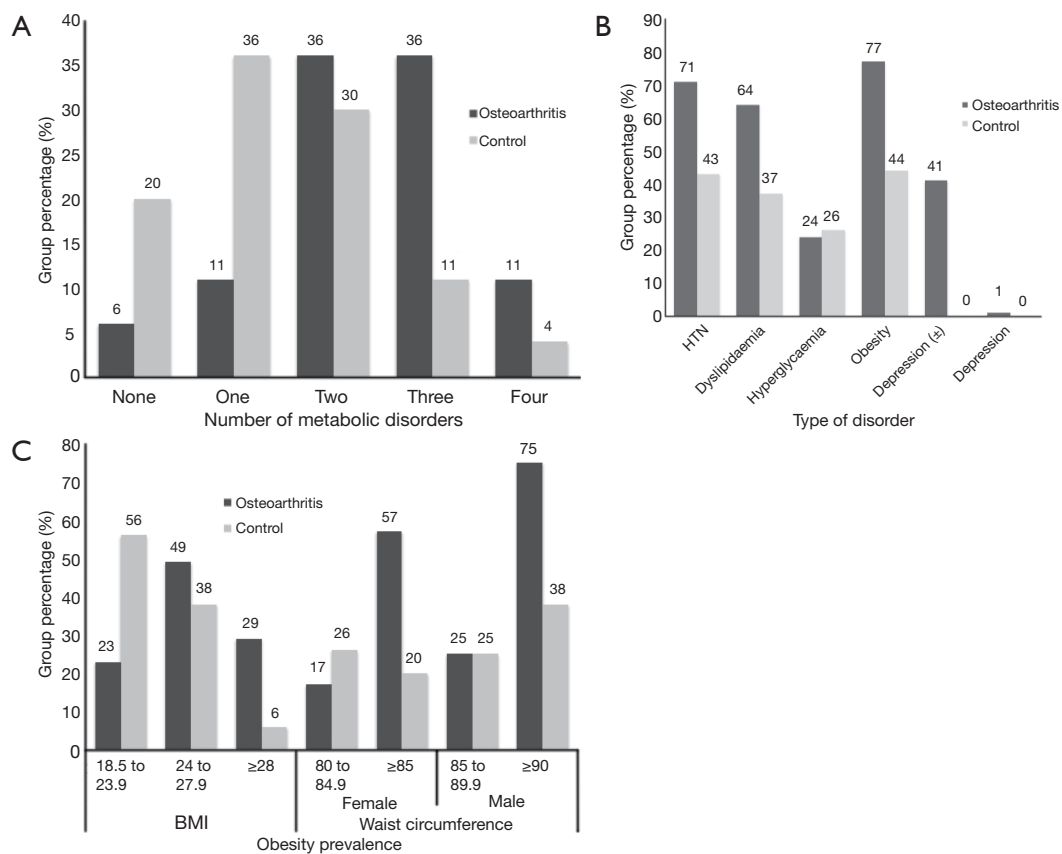 A
Group percentage (%)
40
35
30
25
20
15
10
5
0
6
20
11
36
36
30
36
11
11
4
Osteoarthritis
Control
None One Two Three Four
Number of metabolic disorders
B
Group percentage (%)
90
80
70
60
50
40
30
20
10
0
71
43
64
37
24
26
77
44
41
0
1
0
Osteoarthritis
Control
HTN
Dyslipidaemia
Hyperglycaemia
Obesity
Depression (±)
Depression
Type of disorder
C
Group percentage (%)
80
70
60
50
40
30
20
10
0
23
56
49
38
29
6
17
26
57
20
25
25
75
38
Osteoarthritis
Control
18.5 to
23.9
24 to
27.9
≥28
80 to
84.9
≥85
85 to
89.9
≥90
Female Male
BMI Waist circumference
Obesity prevalence